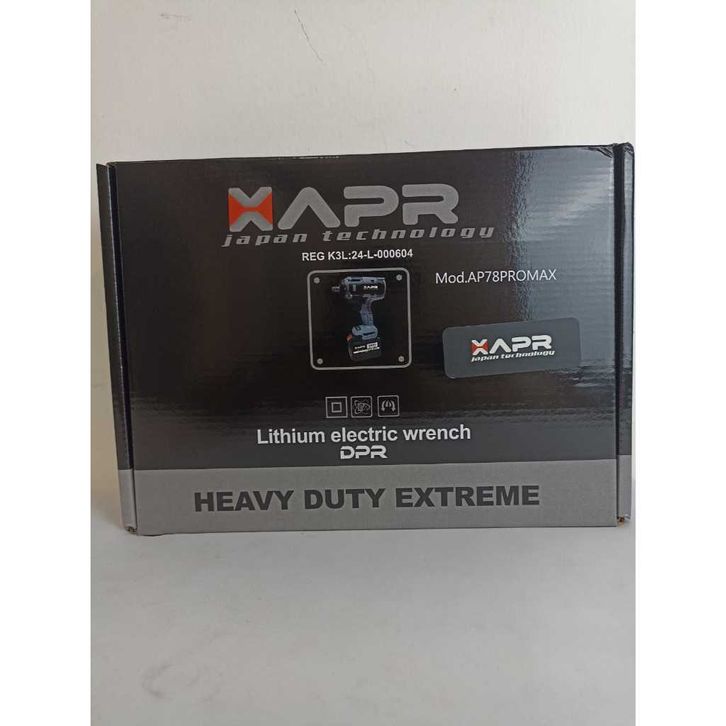 XAPR
japan technology
REG K3L:24-L-000604
Mod.AP78PROMAX
XAPR
japan technology
Lithium electric wrench
DPR
HEAVY DUTY EXTREME